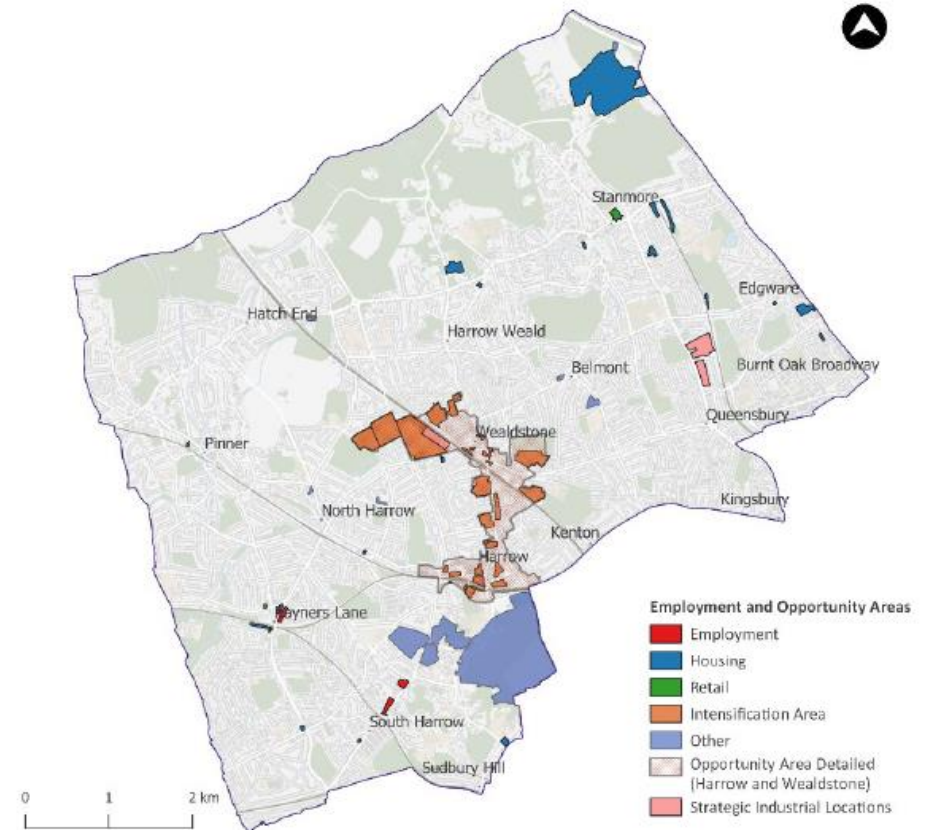 Stanmore
Edgware
Hatch End
Harrow Weald
Belmont
Burnt Oak Broadway
Queensbury
Wealdstone
Pinner
Kingsbury
North Harrow
Kenton
Harrow
Rayners Lane
South Harrow
Sudbury Hill
Employment and Opportunity Areas
Employment
Housing
Retail
Intensification Area
Other
Opportunity Area Detailed
(Harrow and Wealdstone)
Strategic Industrial Locations
0 1 2 km